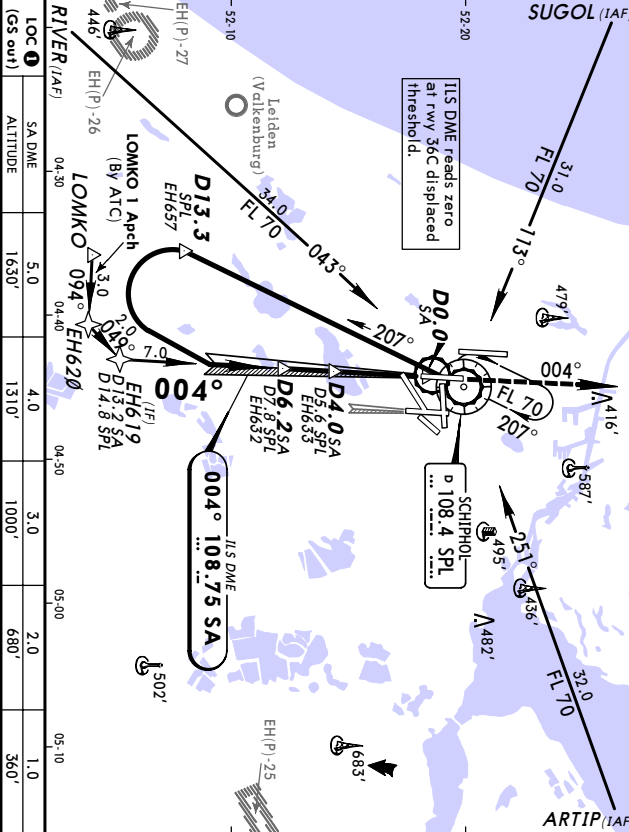 SUGOL (IAF)
31.0
FL 70
113°
RIVER (IAF)
34.0
FL 70
043°
ARTIP (IAF
32.0
FL 70
251°
52-10
52-20
04-30
04-40
04-50
05-00
05-10
446'
EH(P)-27
EH(P)-26
Leiden
(Valkenburg)
ILS DME reads zero
at rwy 36C displaced
threshold.
479'
004°
416'
FL 70
207°
587'
495'
436'
482'
502'
683'
EH(P)-25
D0.0
SA
207°
D13.3
SPL
EH657
LOMKO 1 Apch
(By ATC)
LOMKO
3.0
094°
EH620
2.0
049°
7.0
EH619
(IF)
D13.2 SA
D14.8 SPL
004°
D6.2 SA
D7.8 SPL
EH632
D4.0 SA
D5.6 SPL
EH633
SCHIPHOL
D 108.4 SPL
ILS DME
004° 108.75 SA
LOC 1
(GS out)
SA DME 5.0 4.0 3.0 2.0 1.0
ALTITUDE 1630' 1310' 1000' 680' 360'